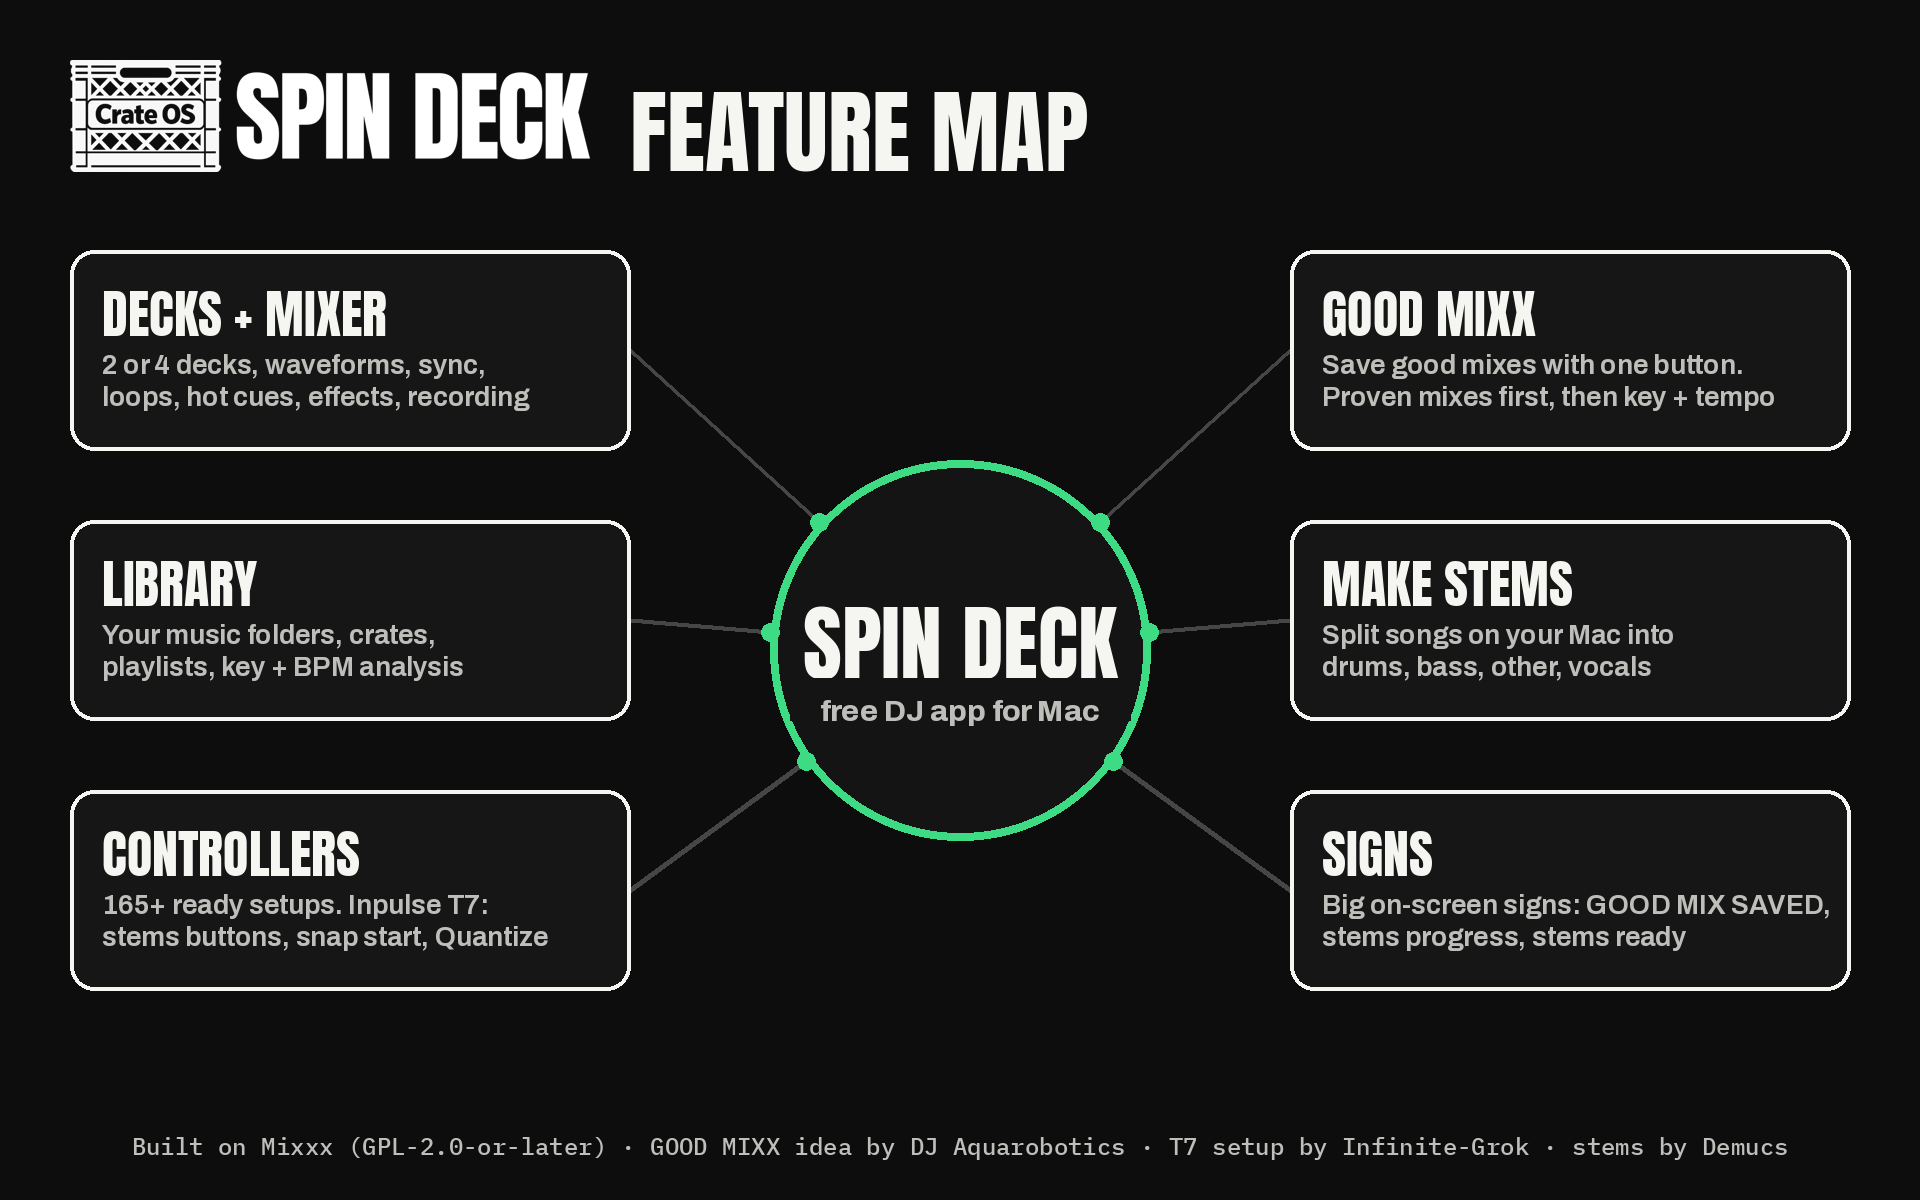 Crate OS
SPIN DECK
FEATURE MAP
DECKS + MIXER
2 or 4 decks, waveforms, sync,
loops, hot cues, effects, recording
GOOD MIXX
Save good mixes with one button.
Proven mixes first, then key + tempo
LIBRARY
Your music folders, crates,
playlists, key + BPM analysis
SPIN DECK
free DJ app for Mac
MAKE STEMS
Split songs on your Mac into
drums, bass, other, vocals
CONTROLLERS
165+ ready setups. Inpulse T7:
stems buttons, snap start, Quantize
SIGNS
Big on-screen signs: GOOD MIX SAVED,
stems progress, stems ready
Built on Mixxx (GPL-2.0-or-later) · GOOD MIXX idea by DJ Aquarobotics · T7 setup by Infinite-Grok · stems by Demucs